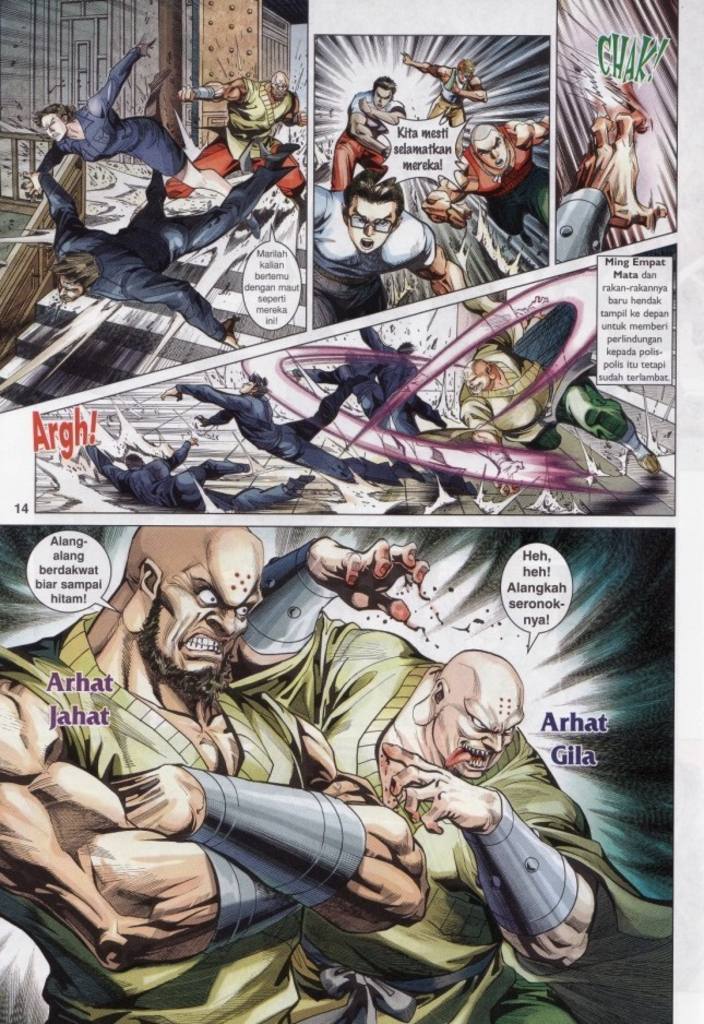 Marilah
kalian
bertemu
dengan maut
seperti
mereka
ini!
Kita mesti
selamatkan
mereka!
CHAK!
Ming Empat
Mata dan
rakan-rakannya
baru hendak
tampil ke depan
untuk memberi
perlindungan
kepada polis-
polis itu tetapi
sudah terlambat.
Argh!
14
Alang-
alang
berdakwat
biar sampai
hitam!
Heh,
heh!
Alangkah
seronok-
nya!
Arhat
Jahat
Arhat
Gila